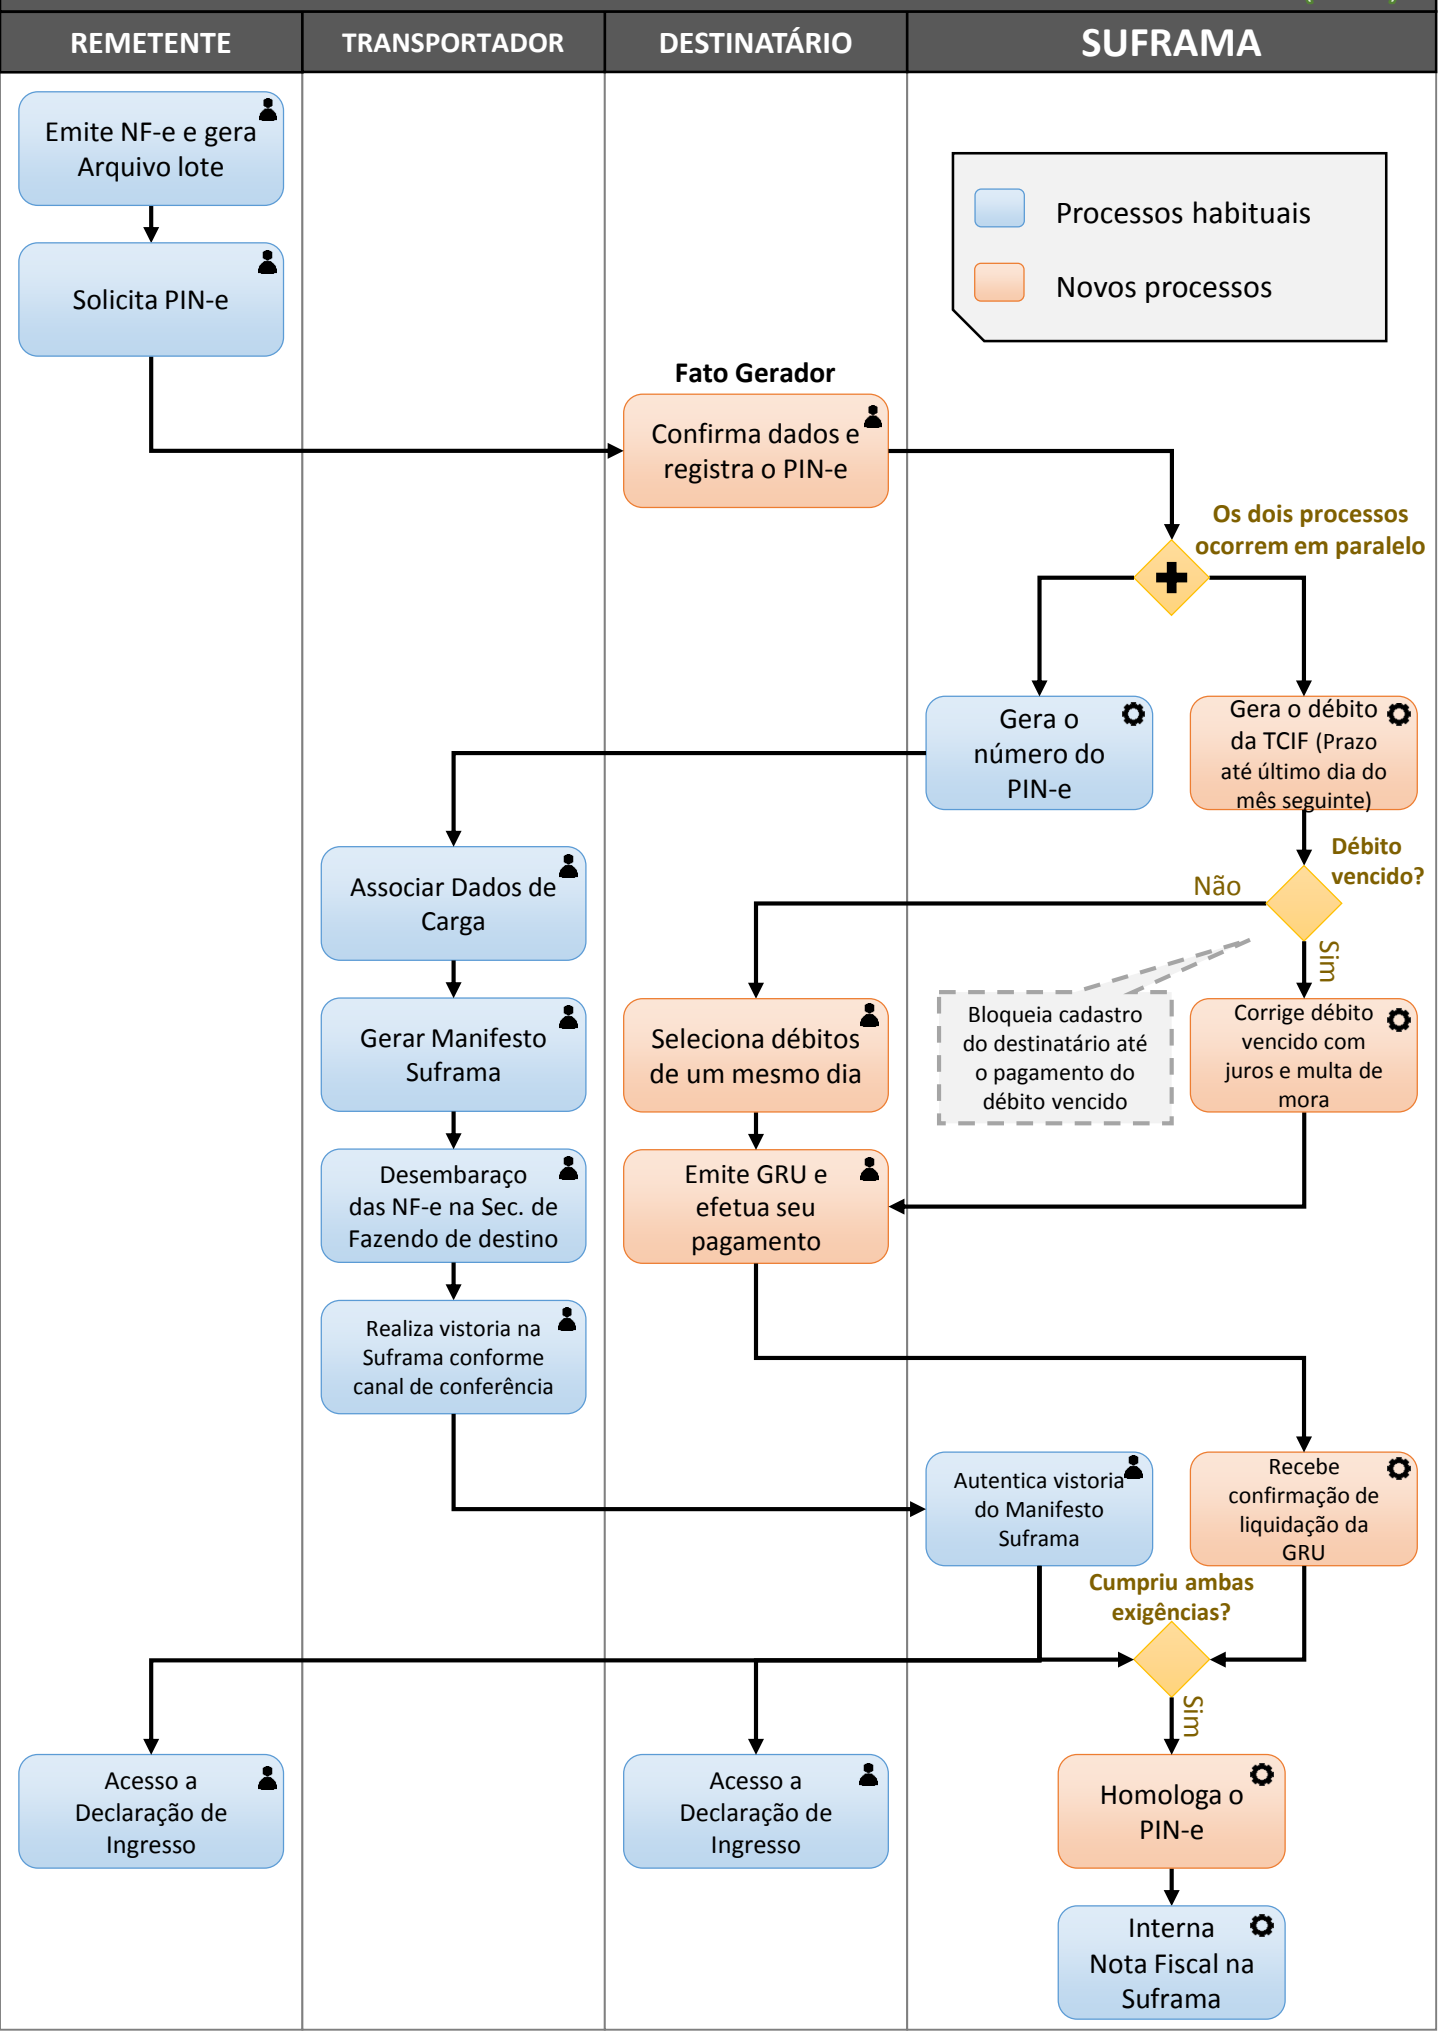 REMETENTE
TRANSPORTADOR
DESTINATÁRIO
SUFRAMA
Emite NF-e e gera
Arquivo lote
Processos habituais
Novos processos
Solicita PIN-e
Fato Gerador
Confirma dados e
registra o PIN-e
Os dois processos
ocorrem em paralelo
Gera o
número do
PIN-e
Gera o débito
da TCIF (Prazo
até último dia do
mês seguinte)
Débito
vencido?
Não
Sim
Associar Dados de
Carga
Bloqueia cadastro
do destinatário até
o pagamento do
débito vencido
Corrige débito
vencido com
juros e multa de
mora
Gerar Manifesto
Suframa
Seleciona débitos
de um mesmo dia
Desembaraço
das NF-e na Sec. de
Fazendo de destino
Emite GRU e
efetua seu
pagamento
Realiza vistoria na
Suframa conforme
canal de conferência
Autentica vistoria
do Manifesto
Suframa
Recebe
confirmação de
liquidação da
GRU
Cumpriu ambas
exigências?
Sim
Acesso a
Declaração de
Ingresso
Acesso a
Declaração de
Ingresso
Homologa o
PIN-e
Interna
Nota Fiscal na
Suframa